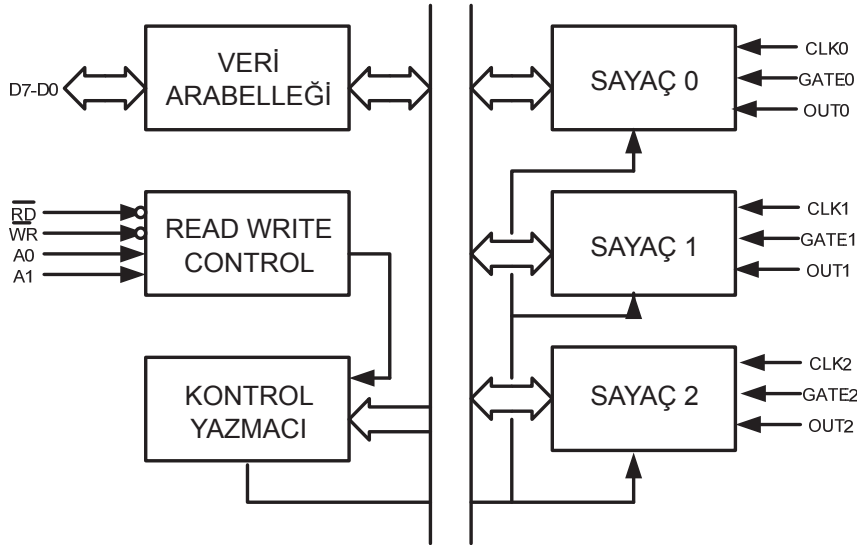 D7-D0
VERİ
ARABELLEĞİ
SAYAÇ 0
CLK0
GATE0
OUT0
RD
WR
A0
A1
READ WRITE
CONTROL
SAYAÇ 1
CLK1
GATE1
OUT1
KONTROL
YAZMACI
SAYAÇ 2
CLK2
GATE2
OUT2